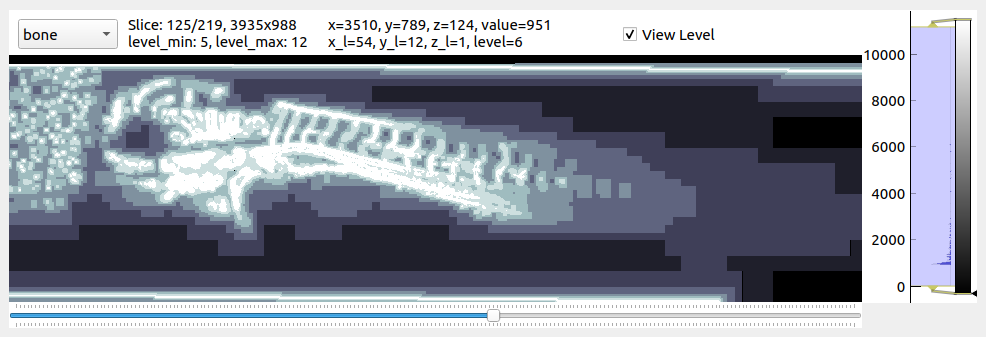 bone
Slice: 125/219, 3935x988
level_min: 5, level_max: 12
x=3510, y=789, z=124, value=951
x_l=54, y_l=12, z_l=1, level=6
View Level
10000
8000
6000
4000
2000
0